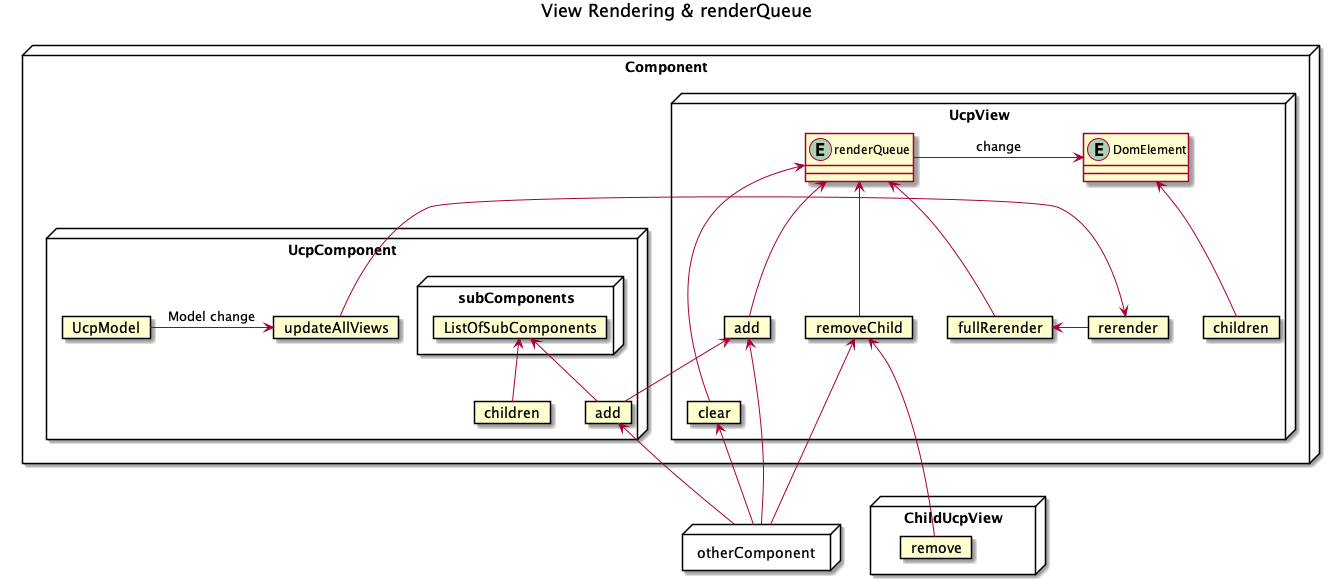 View Rendering & renderQueue
Component
UcpView
E renderQueue
change
E DomElement
UcpComponent
subComponents
UcpModel
Model change
updateAllViews
ListOfSubComponents
add
removeChild
fullRerender
rerender
children
children
add
clear
ChildUcpView
otherComponent
remove